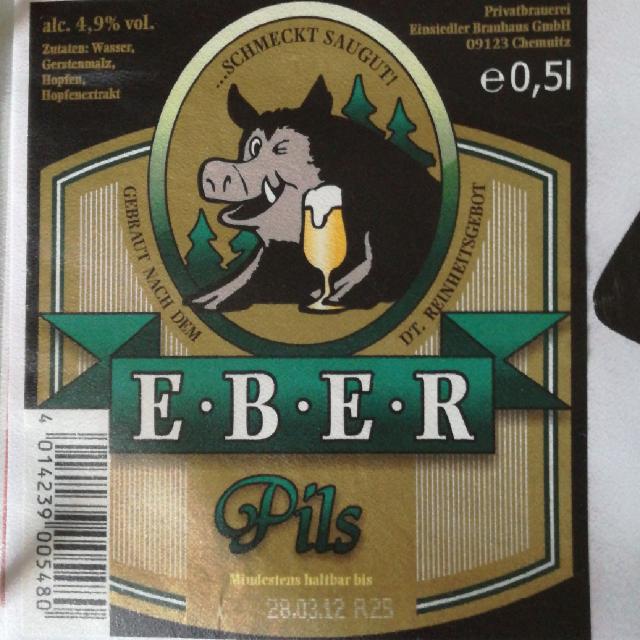 alc. 4,9% vol.
Zutaten: Wasser,
Gerstenmalz,
Hopfen,
Hopfenextrakt
Privatbrauerei
Einsiedler Brauhaus GmbH
09123 Chemnitz
e 0,5l
...SCHMECKT SAUGUT!
GEBRAUT NACH DEM
DT. REINHEITSGEBOT
E·B·E·R
Pils
Mindestens haltbar bis
28.03.12 R25
4 014239 005480